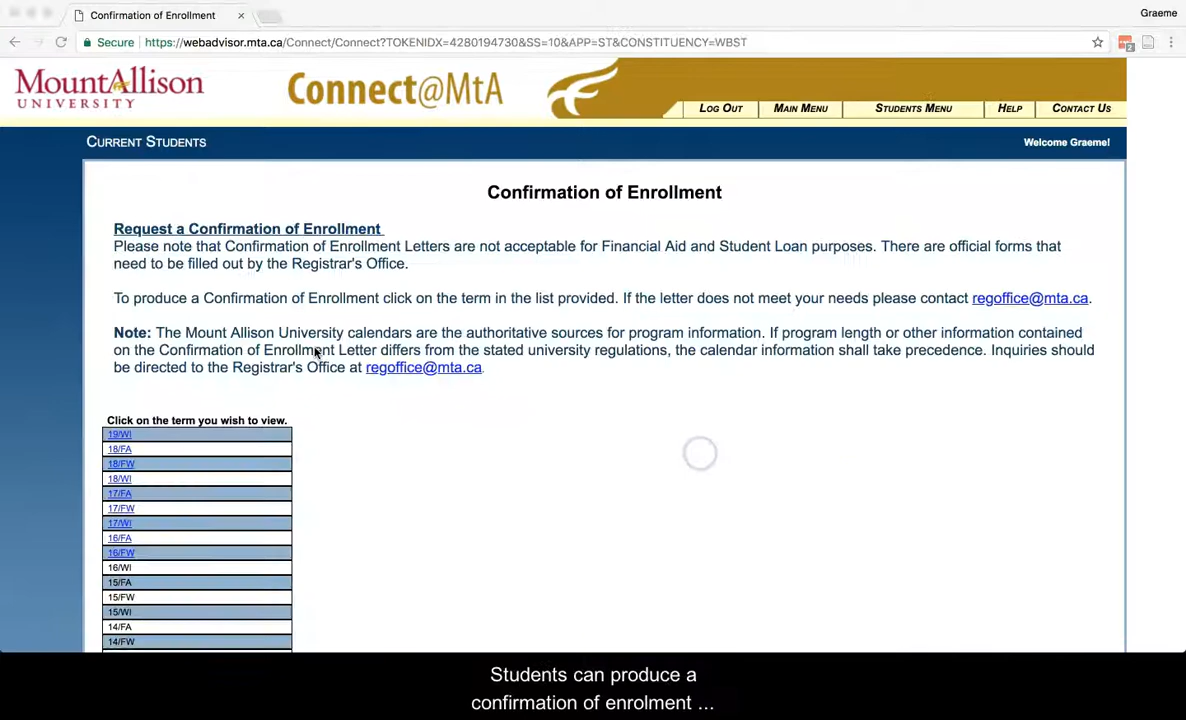 Confirmation of Enrollment
Graeme
Secure https://webadvisor.mta.ca/Connect/Connect?TOKENIDX=4280194730&SS=10&APP=ST&CONSTITUENCY=WBST
2
MountAllison
UNIVERSITY
Connect@MtA
LOG OUT MAIN MENU STUDENTS MENU HELP CONTACT US
CURRENT STUDENTS
Welcome Graeme!
Confirmation of Enrollment
Request a Confirmation of Enrollment
Please note that Confirmation of Enrollment Letters are not acceptable for Financial Aid and Student Loan purposes. There are official forms that
need to be filled out by the Registrar's Office.
To produce a Confirmation of Enrollment click on the term in the list provided. If the letter does not meet your needs please contact regoffice@mta.ca.
Note: The Mount Allison University calendars are the authoritative sources for program information. If program length or other information contained
on the Confirmation of Enrollment Letter differs from the stated university regulations, the calendar information shall take precedence. Inquiries should
be directed to the Registrar's Office at regoffice@mta.ca.
Click on the term you wish to view.
19/WI
18/FA
18/FW
18/WI
17/FA
17/FW
17/WI
16/FA
16/FW
16/WI
15/FA
15/FW
15/WI
14/FA
14/FW
Students can produce a
confirmation of enrolment ...